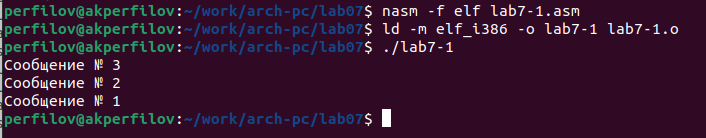 perfilov@akperfilov:~/work/arch-pc/lab07$ nasm -f elf lab7-1.asm
perfilov@akperfilov:~/work/arch-pc/lab07$ ld -m elf_i386 -o lab7-1 lab7-1.o
perfilov@akperfilov:~/work/arch-pc/lab07$ ./lab7-1
Сообщение № 3
Сообщение № 2
Сообщение № 1
perfilov@akperfilov:~/work/arch-pc/lab07$